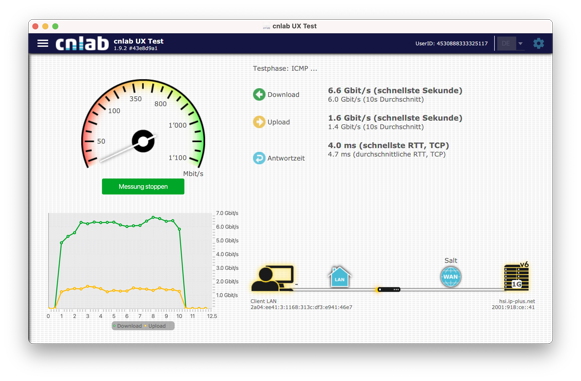 cnlab UX Test
cnlab
cnlab UX Test
1.9.2 #43e8d9a1
UserID: 4530888333325117
Testphase: ICMP ...
350
100
800
50
1'000
1'100
Mbit/s
Messung stoppen
Download
6.6 Gbit/s (schnellste Sekunde)
6.0 Gbit/s (10s Durchschnitt)
Upload
1.6 Gbit/s (schnellste Sekunde)
1.4 Gbit/s (10s Durchschnitt)
Antwortzeit
4.0 ms (schnellste RTT, TCP)
4.7 ms (durchschnittliche RTT, TCP)
7.0 Gbit/s
6.0 Gbit/s
5.0 Gbit/s
4.0 Gbit/s
3.0 Gbit/s
2.0 Gbit/s
1.0 Gbit/s
0 1 2 3 4 5 6 7 8 9 10 11 12.5
Download Upload
Salt
v6
LAN
WAN
1G
-
Client LAN
hsi.ip-plus.net
2a04:ee41:3:1168:313c:df3:e941:46e7
2001:918:ce::41